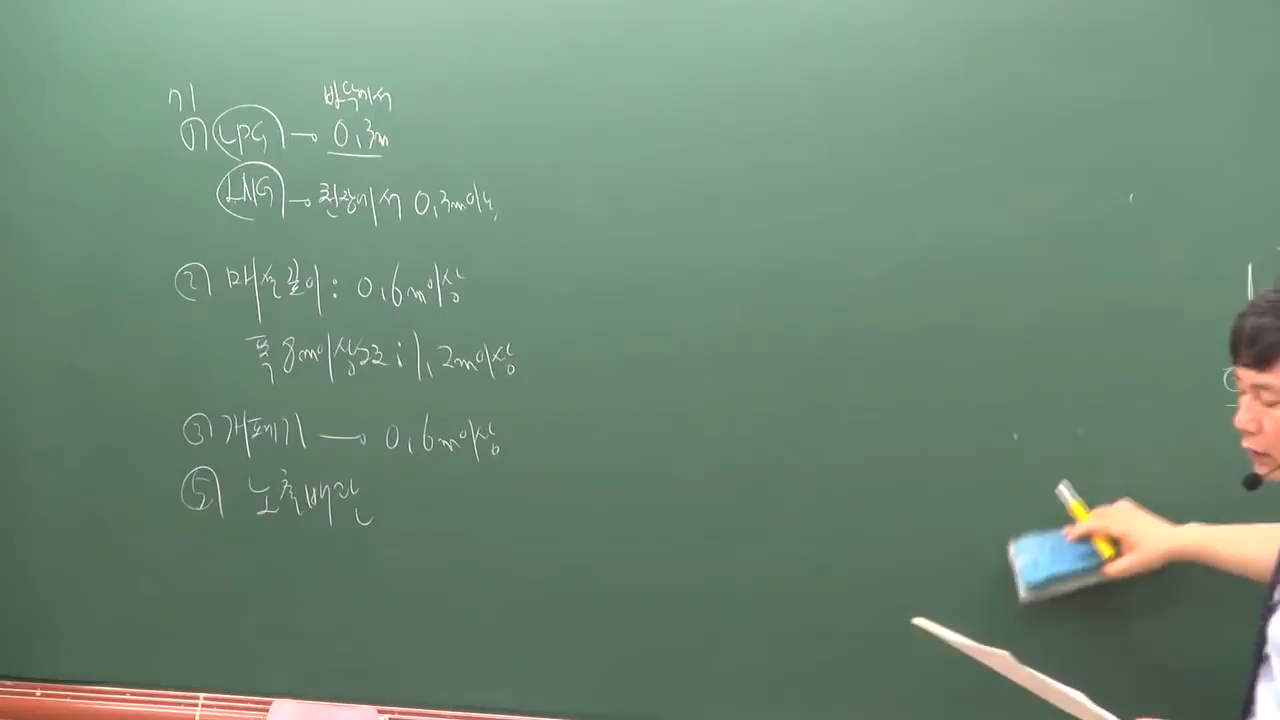 기
바닥에서
① LPG → 0.3m
LNG → 천장에서 0.3m이내
② 매설깊이 : 0.6m이상
폭 8m이상도로 : 1.2m이상
③ 개폐기 → 0.6m이상
⑤ 노출배관